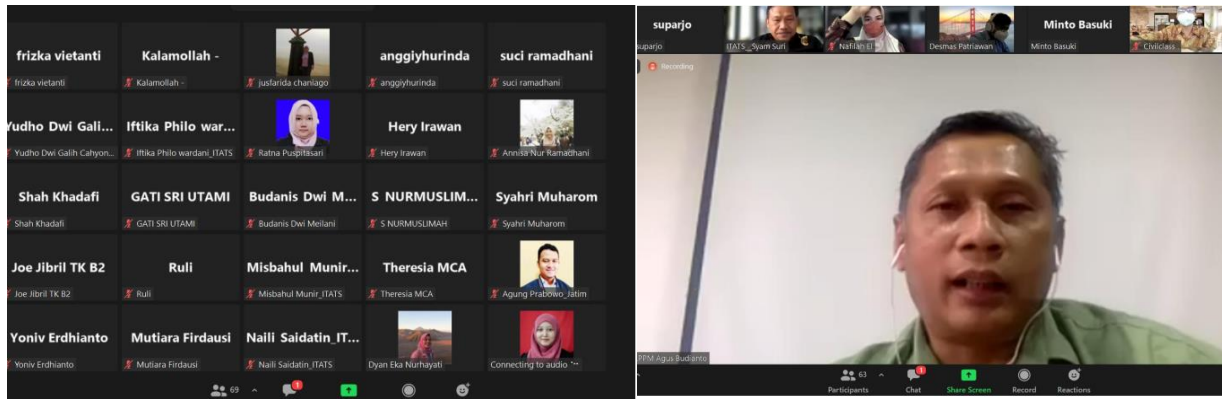 frizka vietanti
Kalamollah -
anggiyhurinda
suci ramadhani
frizka vietanti
Kalamollah -
jusfarida chaniago
anggiyhurinda
suci ramadhani
Yudho Dwi Gali...
Iftika Philo war...
Hery Irawan
Yudho Dwi Galih Cahyon...
Iftika Philo wardani_ITATS
Ratna Puspitasari
Hery Irawan
Annisa Nur Ramadhani
Shah Khadafi
GATI SRI UTAMI
Budanis Dwi M...
S NURMUSLIM...
Syahri Muharom
Shah Khadafi
GATI SRI UTAMI
Budanis Dwi Meilani
S NURMUSLIMAH
Syahri Muharom
Joe Jibril TK B2
Ruli
Misbahul Munir...
Theresia MCA
Joe Jibril TK B2
Ruli
Misbahul Munir_ITATS
Theresia MCA
Agung Prabowo_Jatim
Yoniv Erdhianto
Mutiara Firdausi
Naili Saidatin_IT...
Yoniv Erdhianto
Mutiara Firdausi
Naili Saidatin_ITATS
Dyan Eka Nurhayati
Connecting to audio ...
69
1
suparjo
Minto Basuki
suparjo
ITATS_Syam Suri
Nafilah El
Desmas Patriawan
Minto Basuki
Civilclass
Recording
PPM Agus Budianto
63
1
Participants
Chat
Share Screen
Record
Reactions